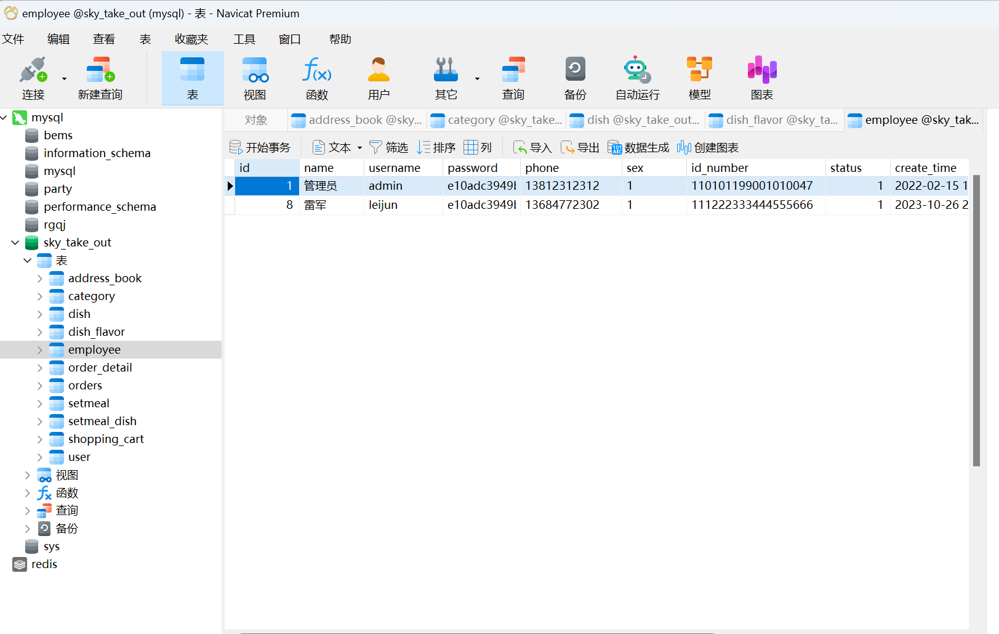 employee @sky_take_out (mysql) - 表 - Navicat Premium
文件 编辑 查看 表 收藏夹 工具 窗口 帮助
连接 新建查询 表 视图 函数 用户 其它 查询 备份 自动运行 模型 图表
mysql
bems
information_schema
mysql
party
performance_schema
rgqj
sky_take_out
表
address_book
category
dish
dish_flavor
employee
order_detail
orders
setmeal
setmeal_dish
shopping_cart
user
视图
函数
查询
备份
sys
redis
对象 address_book @sky... category @sky_take... dish @sky_take_out... dish_flavor @sky_ta... employee @sky_tak...
开始事务 文本 筛选 排序 列 导入 导出 数据生成 创建图表
id name username password phone sex id_number status create_time
1 管理员 admin e10adc3949b 13812312312 1 110101199001010047 1 2022-02-15 1
8 雷军 leijun e10adc3949b 13684772302 1 111222333444555666 1 2023-10-26 2